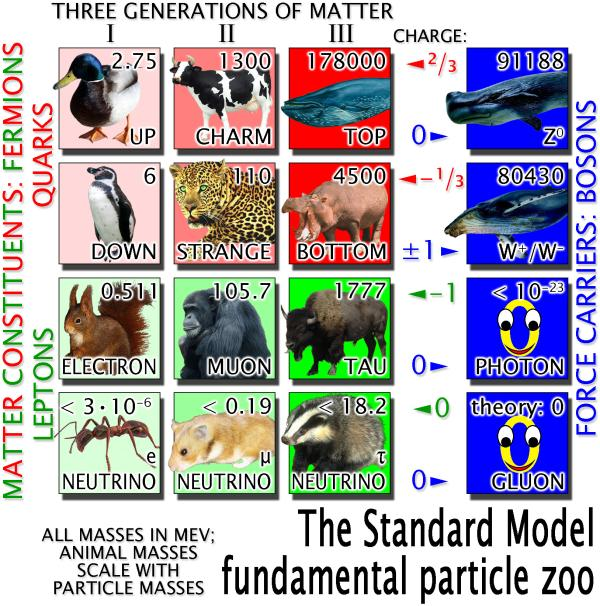 THREE GENERATIONS OF MATTER
I II III CHARGE:
MATTER CONSTITUENTS: FERMIONS
QUARKS
LEPTONS
2.75 1300 178000 ◄2/3 91188
UP CHARM TOP 0► Z⁰
6 110 4500 ◄−1/3 80430
DOWN STRANGE BOTTOM ±1► W⁺/W⁻
0.511 105.7 1777 ◄−1 < 10⁻²³
ELECTRON MUON TAU 0► PHOTON
< 3·10⁻⁶ < 0.19 < 18.2 ◄0 theory: 0
e μ τ
NEUTRINO NEUTRINO NEUTRINO 0► GLUON
FORCE CARRIERS: BOSONS
ALL MASSES IN MEV;
ANIMAL MASSES
SCALE WITH
PARTICLE MASSES
The Standard Model
fundamental particle zoo